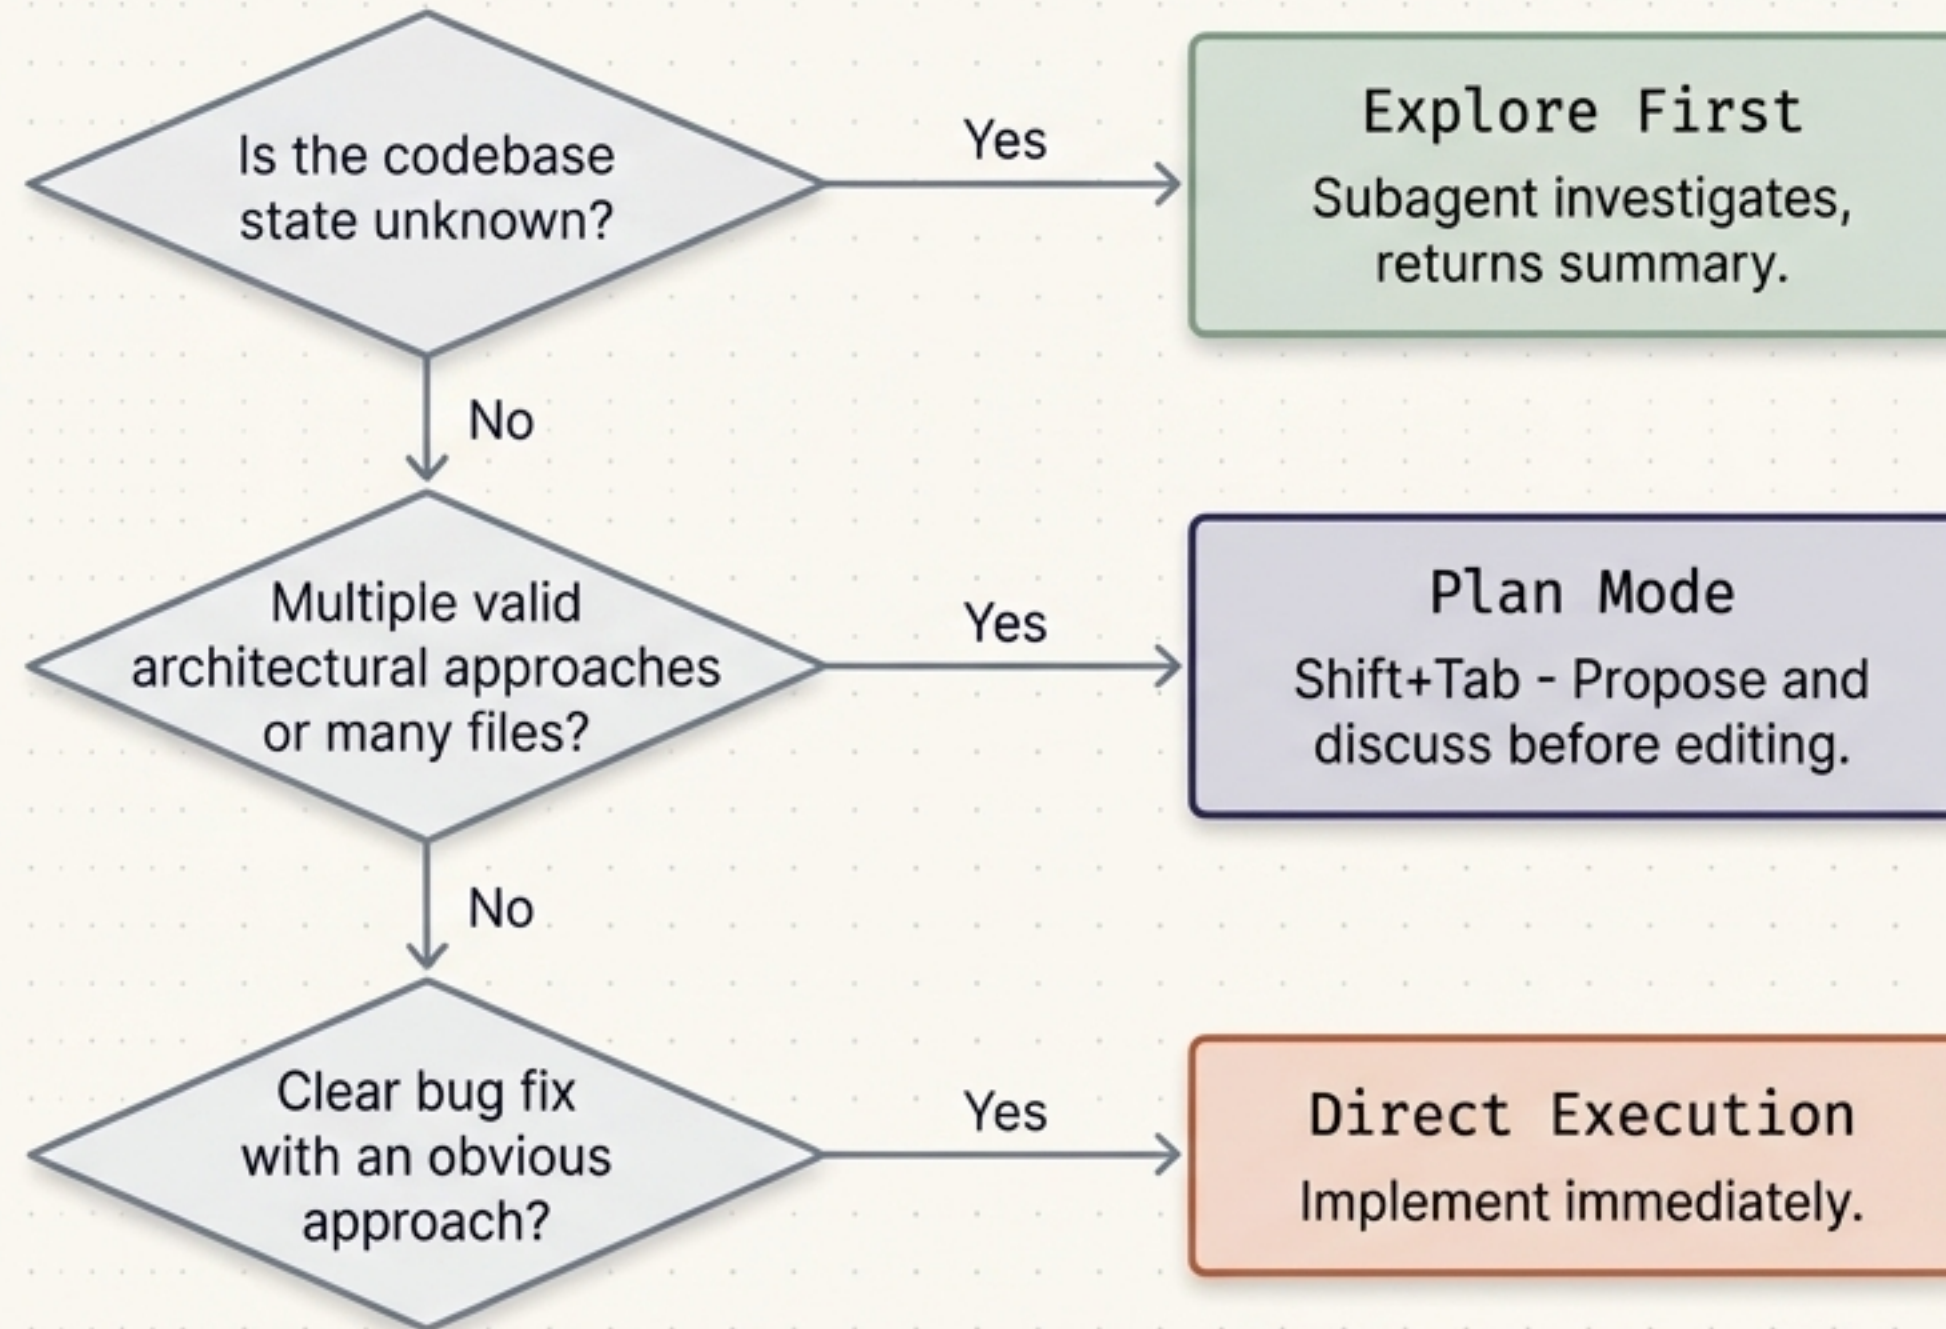 Is the codebase
state unknown?
Yes
Explore First
Subagent investigates,
returns summary.
No
Multiple valid
architectural approaches
or many files?
Yes
Plan Mode
Shift+Tab - Propose and
discuss before editing.
No
Clear bug fix
with an obvious
approach?
Yes
Direct Execution
Implement immediately.